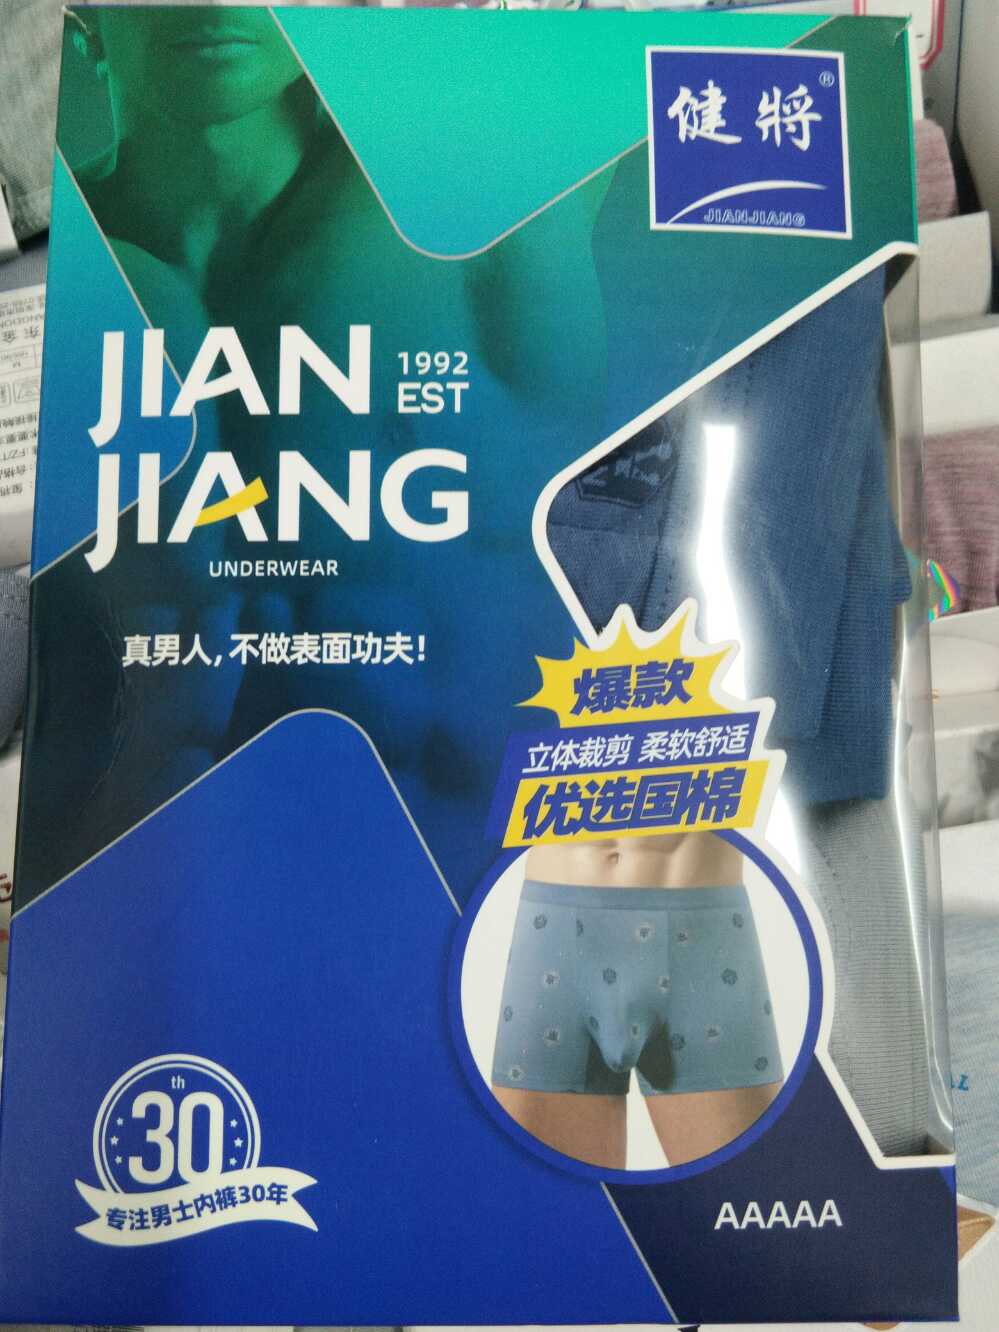 健將®
JIANJIANG
JIAN
1992
EST
JIANG
UNDERWEAR
真男人,不做表面功夫!
爆款
立体裁剪 柔软舒适
优选国棉
30th
专注男士内裤30年
AAAAA